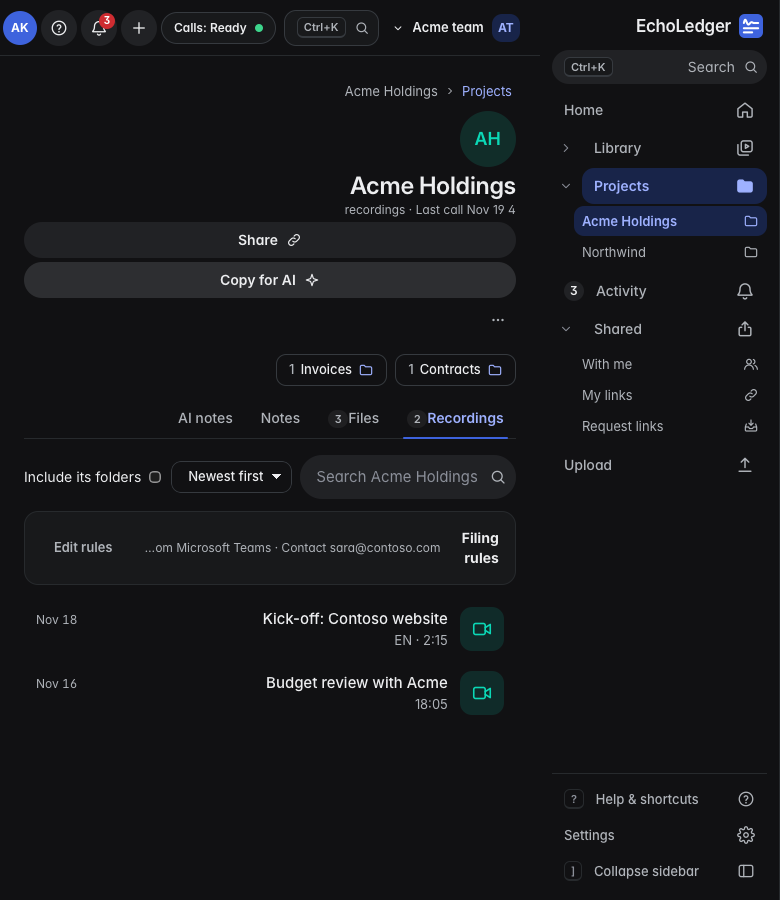 EchoLedger
Ctrl+K Search
Home
Library
Projects
Acme Holdings
Northwind
3 Activity
Shared
With me
My links
Request links
Upload
? Help & shortcuts
Settings
] Collapse sidebar
AK
3
Calls: Ready
Ctrl+K
Acme team AT
Acme Holdings › Projects
AH
Acme Holdings
recordings · Last call Nov 19 4
Share
Copy for AI
...
1 Invoices
1 Contracts
AI notes
Notes
3 Files
2 Recordings
Include its folders
Newest first
Search Acme Holdings
Edit rules
...om Microsoft Teams · Contact sara@contoso.com
Filing
rules
Nov 18
Kick-off: Contoso website
EN · 2:15
Nov 16
Budget review with Acme
18:05